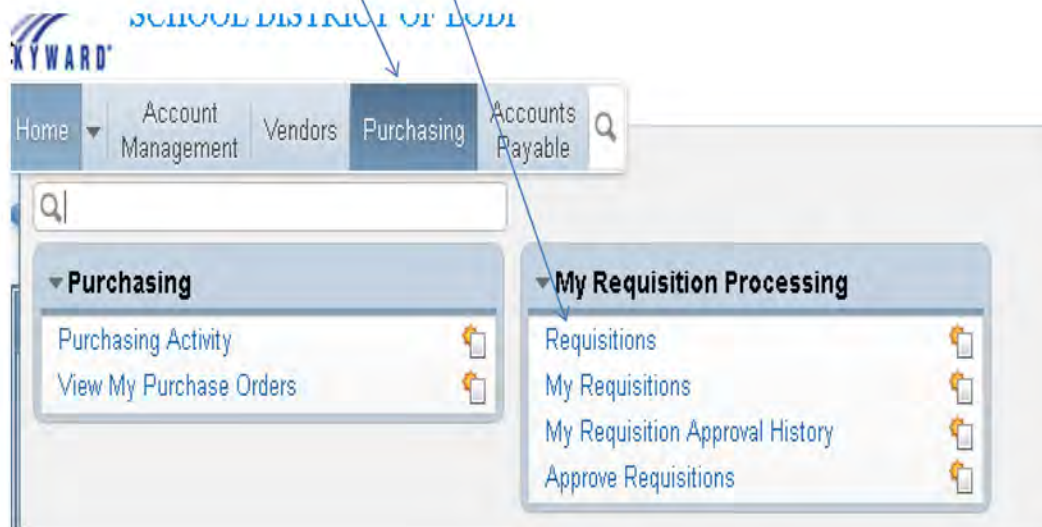 SCHOOL DISTRICT OF LODI
KYWARD
Home
Account
Management
Vendors
Purchasing
Accounts
Payable
Purchasing
Purchasing Activity
View My Purchase Orders
My Requisition Processing
Requisitions
My Requisitions
My Requisition Approval History
Approve Requisitions